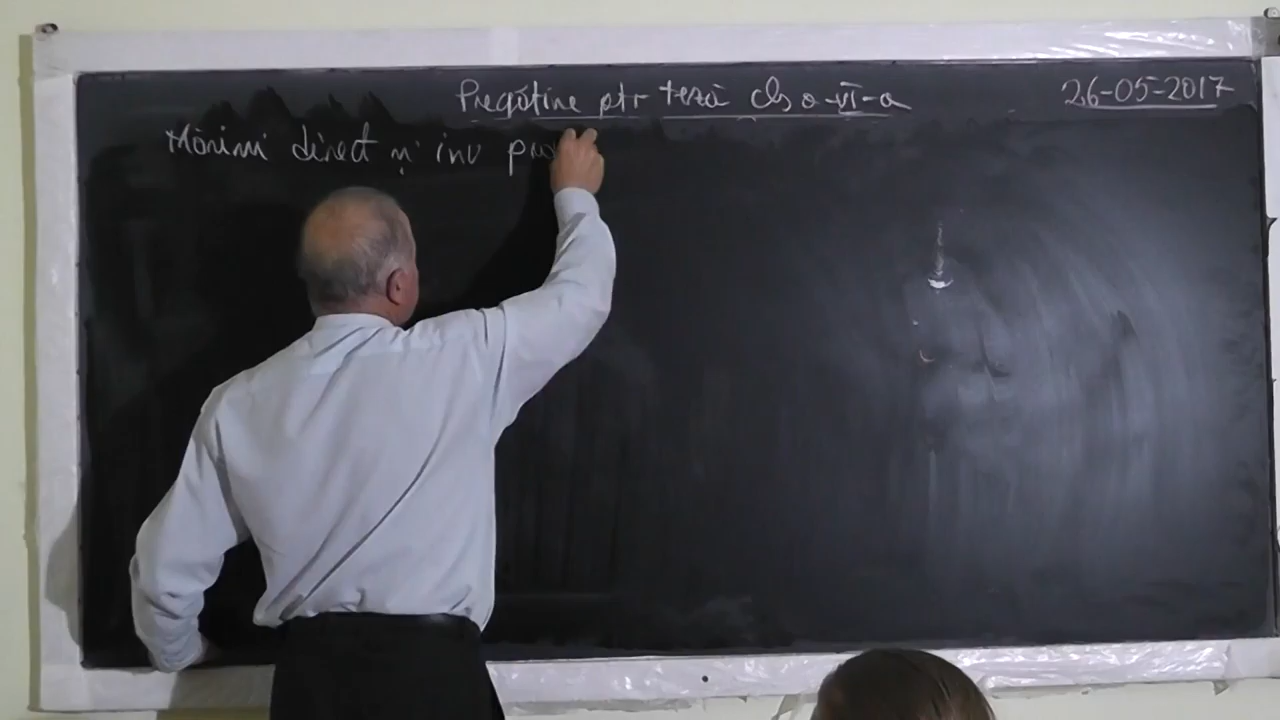 Pregătire ptr teză cls a-VI-a 26-05-2017
Mărimi direct și inv